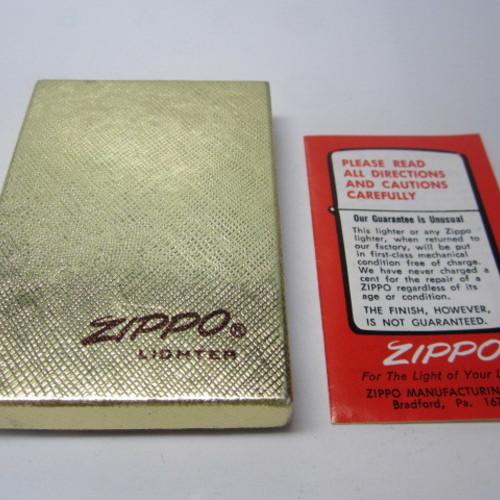 ZIPPO®
LIGHTER
PLEASE READ
ALL DIRECTIONS
AND CAUTIONS
CAREFULLY
Our Guarantee is Unusual
This lighter or any Zippo
lighter, when returned to
our factory, will be put
in first-class mechanical
condition free of charge.
We have never charged a
cent for the repair of a
ZIPPO regardless of its
age or condition.
THE FINISH, HOWEVER,
IS NOT GUARANTEED.
ZIPPO
For The Light of Your
ZIPPO MANUFACTURING
Bradford, Pa.